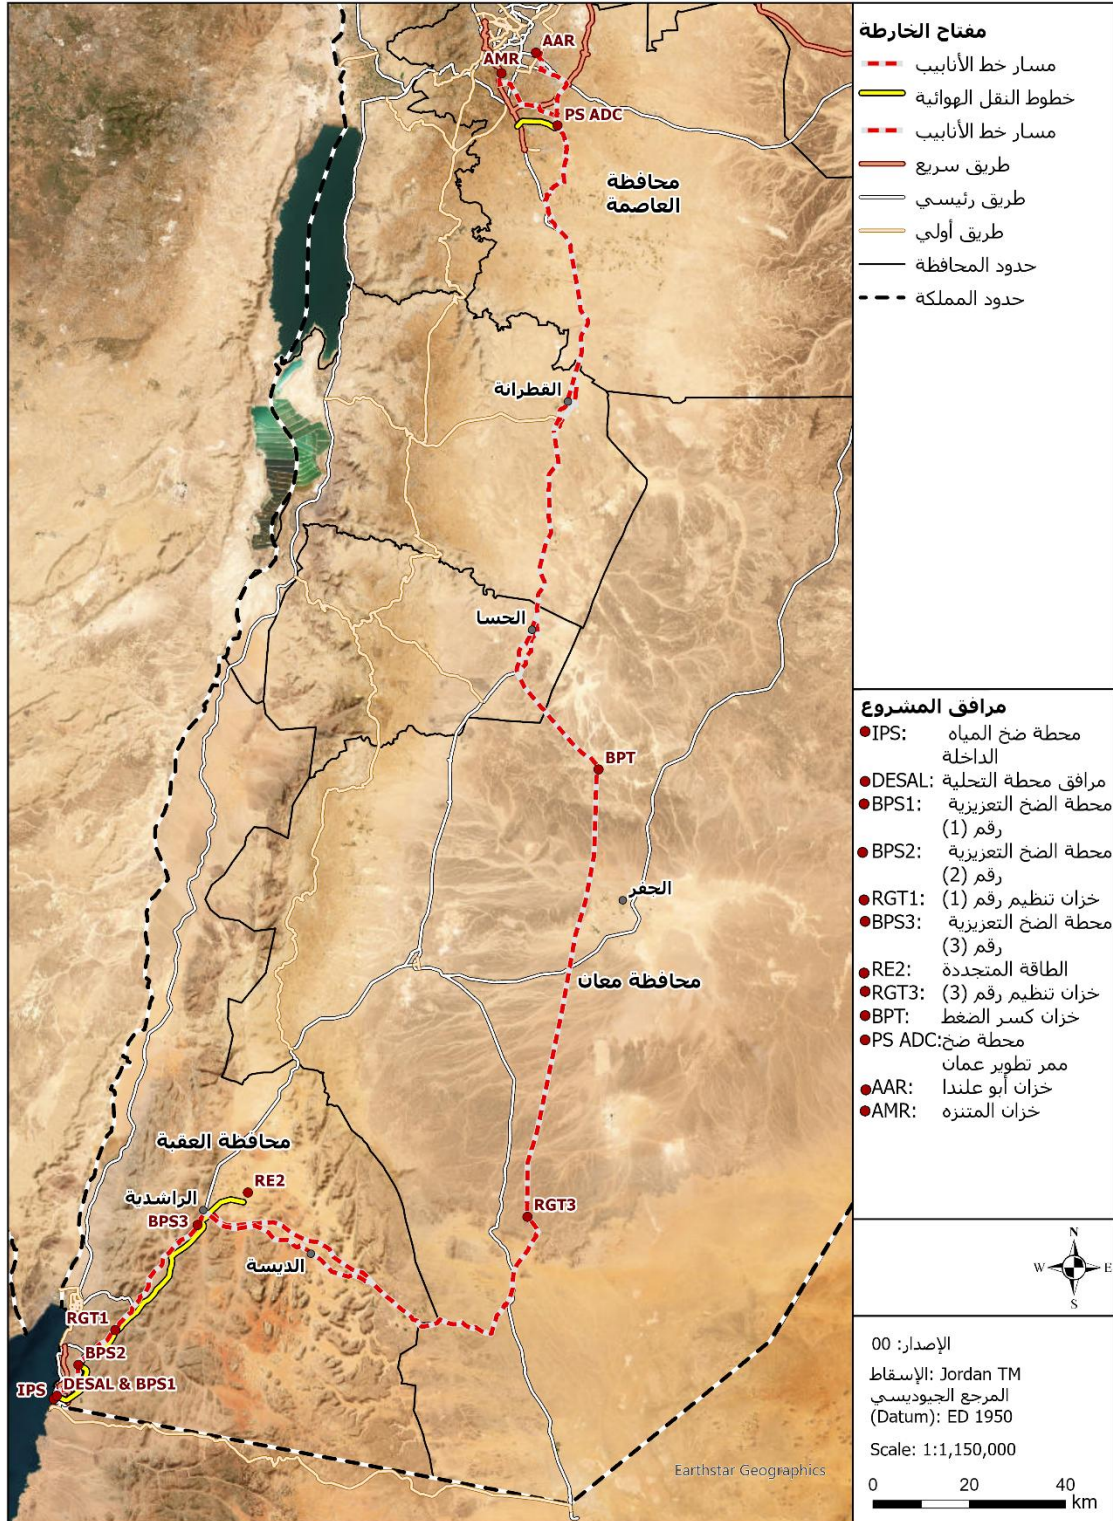 AAR
AMR
PS ADC
محافظة
العاصمة
القطرانة
الحسا
BPT
الجفر
محافظة معان
محافظة العقبة
RE2
الراشدية
BPS3
RGT3
الديسة
RGT1
BPS2
DESAL & BPS1
IPS
Earthstar Geographics
مفتاح الخارطة
مسار خط الأنابيب
خطوط النقل الهوائية
مسار خط الأنابيب
طريق سريع
طريق رئيسي
طريق أولي
حدود المحافظة
حدود المملكة
مرافق المشروع
IPS: محطة ضخ المياه
الداخلة
DESAL: مرافق محطة التحلية
BPS1: محطة الضخ التعزيزية
رقم (1)
BPS2: محطة الضخ التعزيزية
رقم (2)
RGT1: خزان تنظيم رقم (1)
BPS3: محطة الضخ التعزيزية
رقم (3)
RE2: الطاقة المتجددة
RGT3: خزان تنظيم رقم (3)
BPT: خزان كسر الضغط
PS ADC: محطة ضخ
ممر تطوير عمان
AAR: خزان أبو علندا
AMR: خزان المتنزه
N
W E
S
الإصدار: 00
الإسقاط: Jordan TM
المرجع الجيوديسي
(Datum): ED 1950
Scale: 1:1,150,000
0 20 40
km